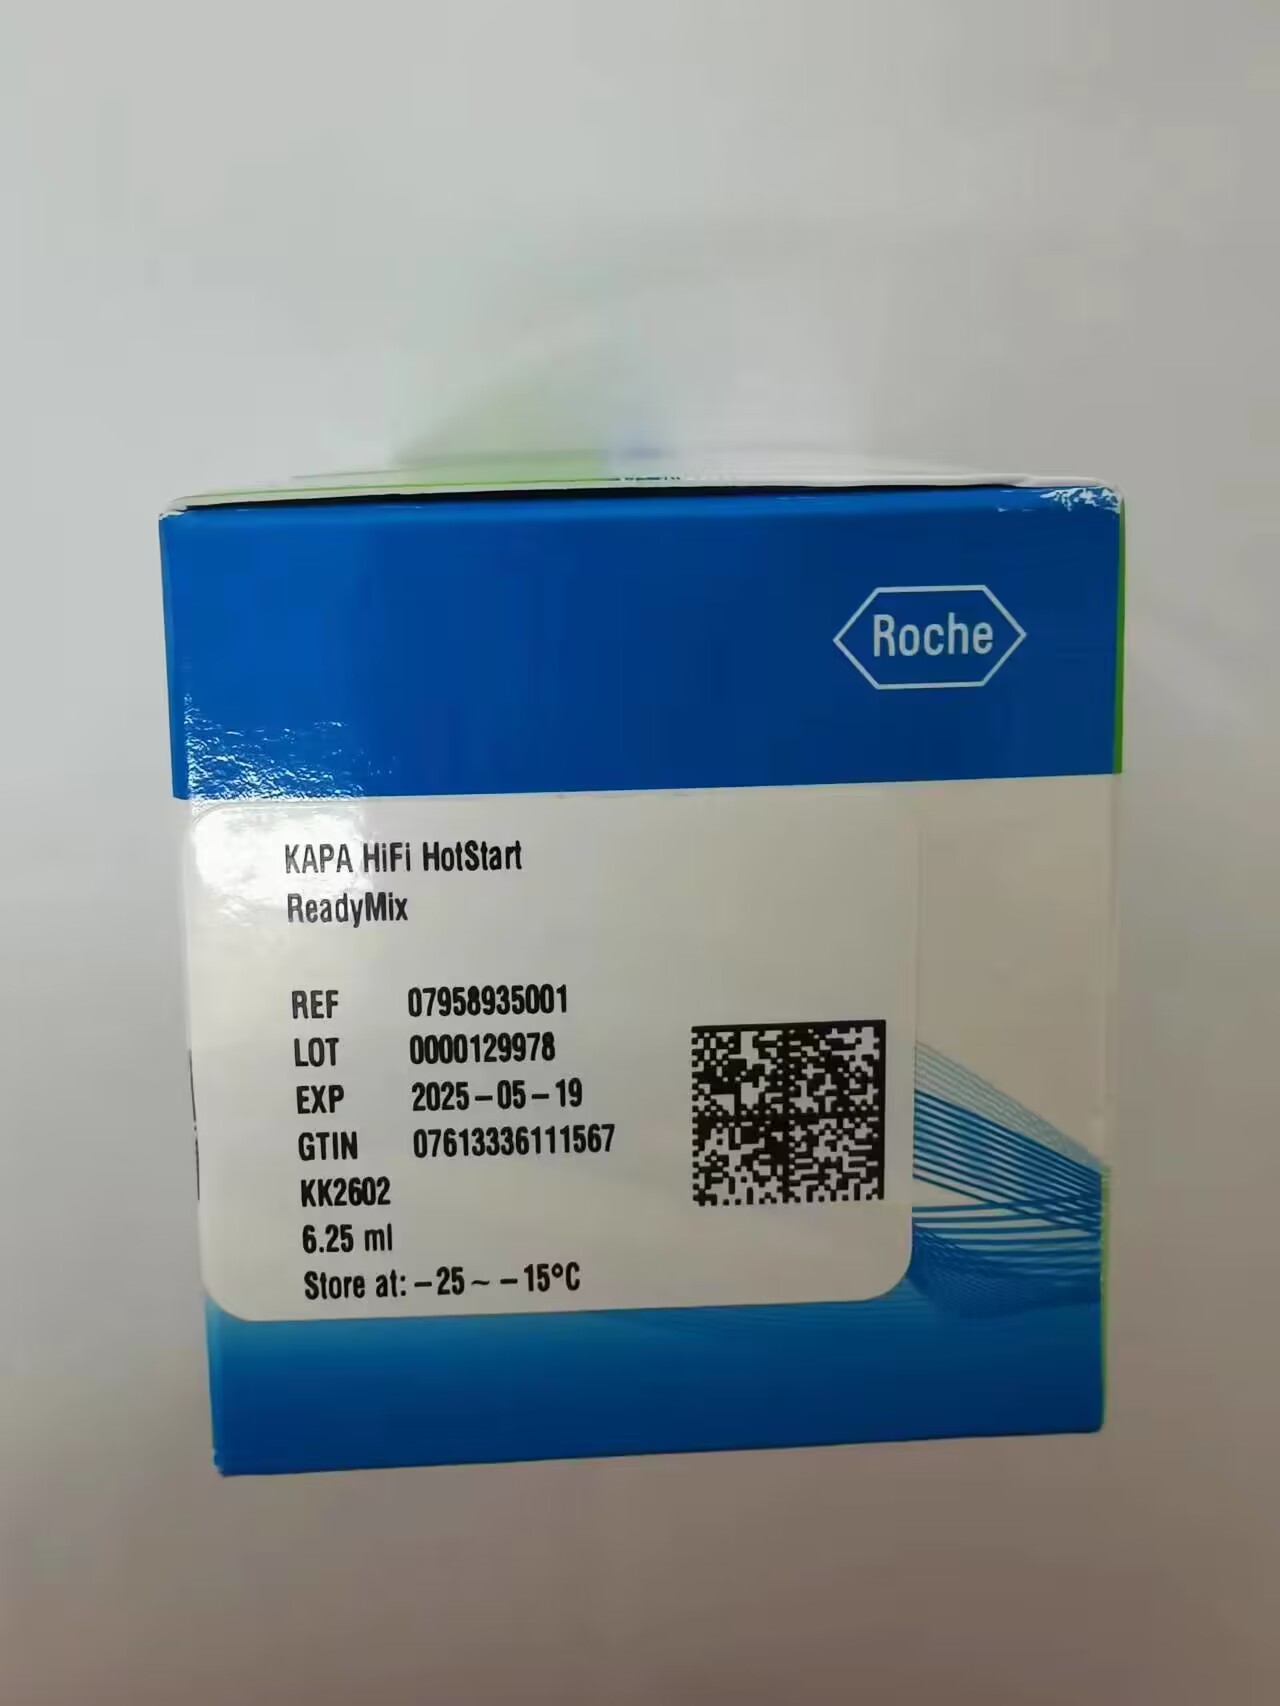 Roche
KAPA HiFi HotStart
ReadyMix
REF 07958935001
LOT 0000129978
EXP 2025-05-19
GTIN 07613336111567
KK2602
6.25 ml
Store at: -25 ~ -15°C